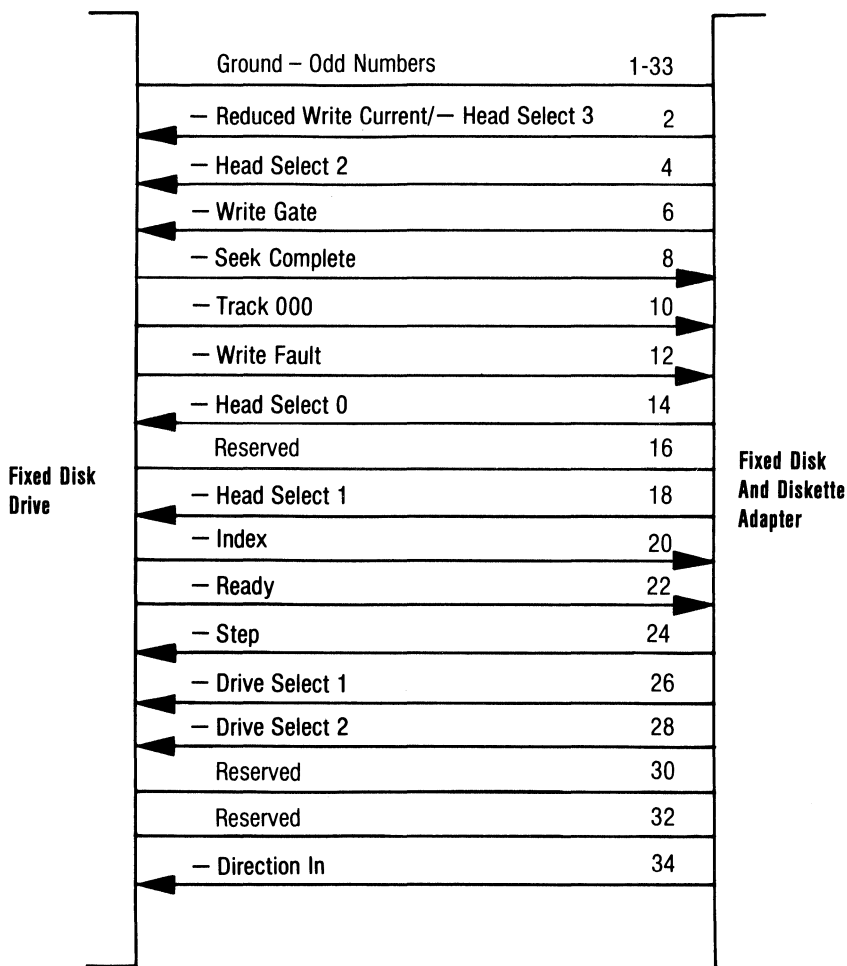 Ground – Odd Numbers 1-33
– Reduced Write Current/– Head Select 3 2
– Head Select 2 4
– Write Gate 6
– Seek Complete 8
– Track 000 10
– Write Fault 12
– Head Select 0 14
Reserved 16
Fixed Disk
Drive
Fixed Disk
And Diskette
Adapter
– Head Select 1 18
– Index 20
– Ready 22
– Step 24
– Drive Select 1 26
– Drive Select 2 28
Reserved 30
Reserved 32
– Direction In 34